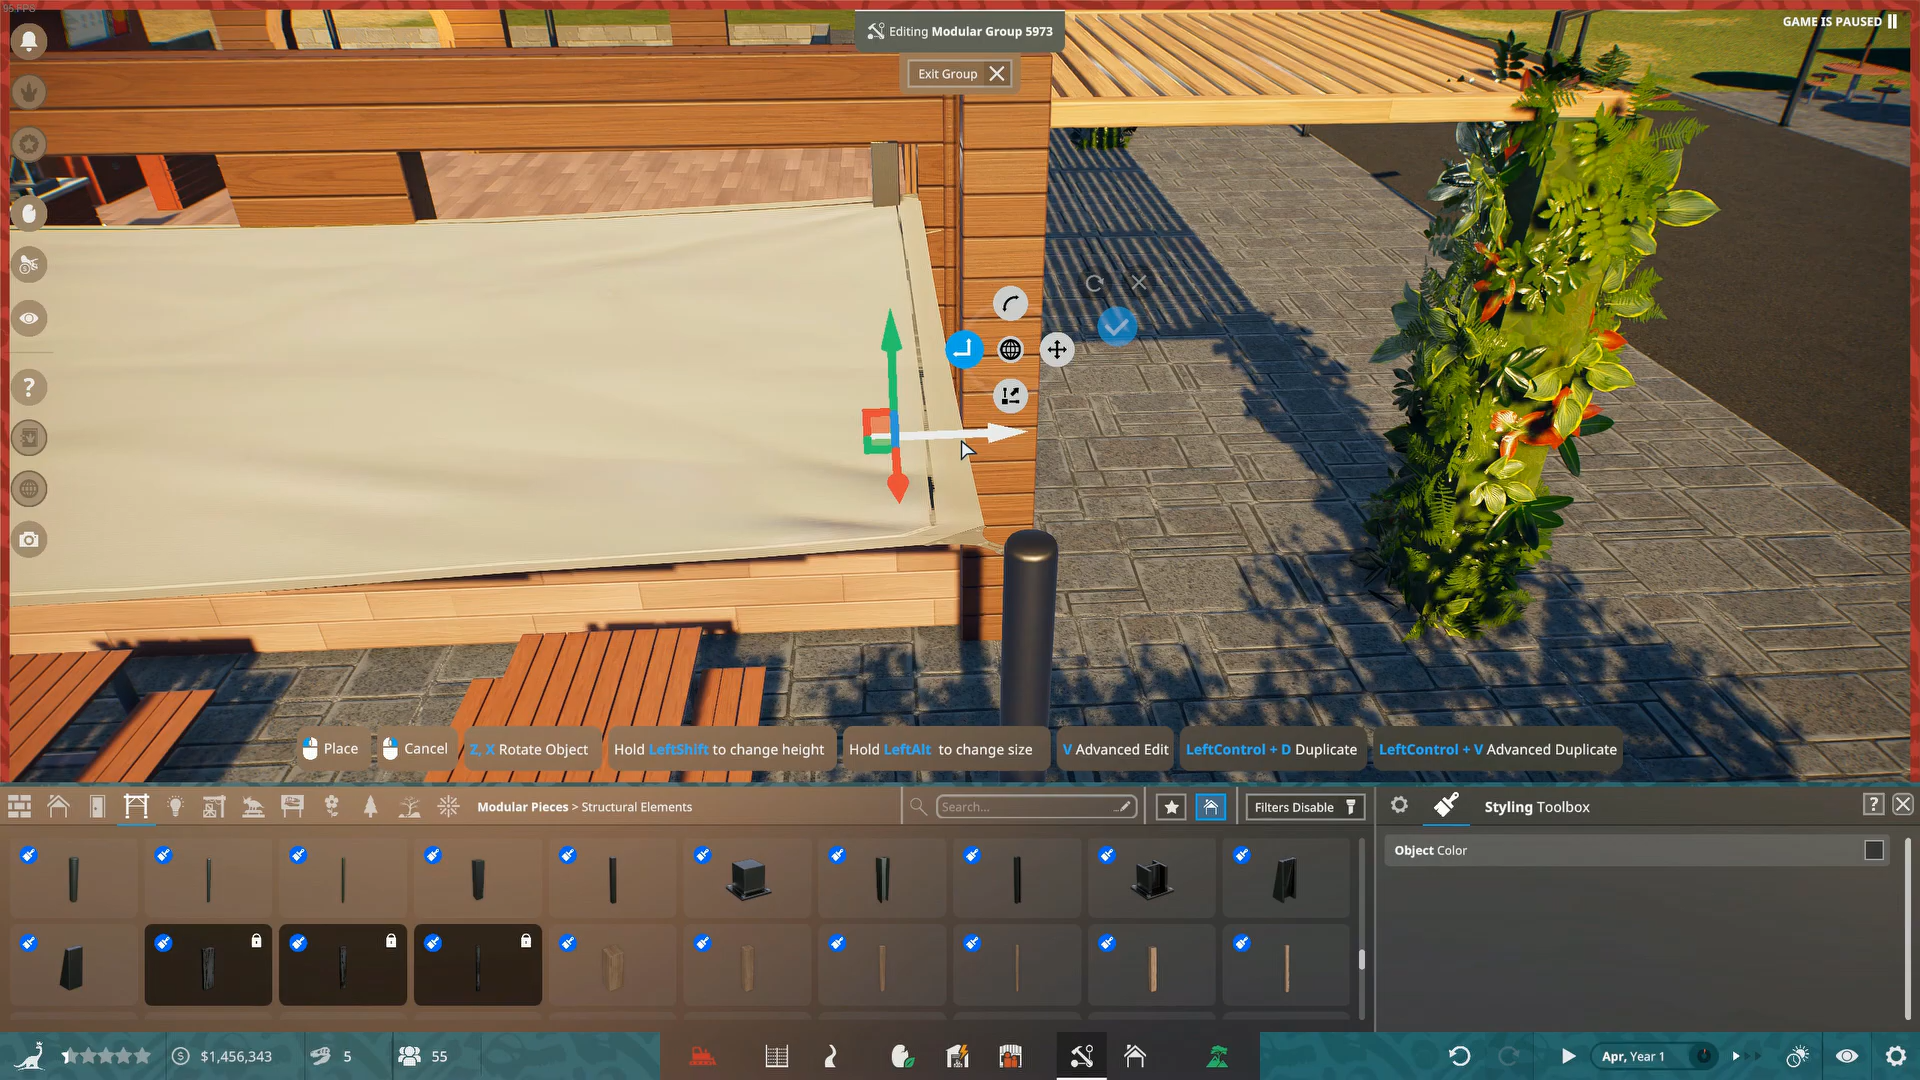 95 FPS
Editing Modular Group 5973
Exit Group
GAME IS PAUSED
Place
Cancel
Z, X Rotate Object
Hold LeftShift to change height
Hold LeftAlt to change size
V Advanced Edit
LeftControl + D Duplicate
LeftControl + V Advanced Duplicate
Modular Pieces > Structural Elements
Search...
Filters Disable
Styling Toolbox
?
Object Color
$1,456,343
5
55
Apr, Year 1